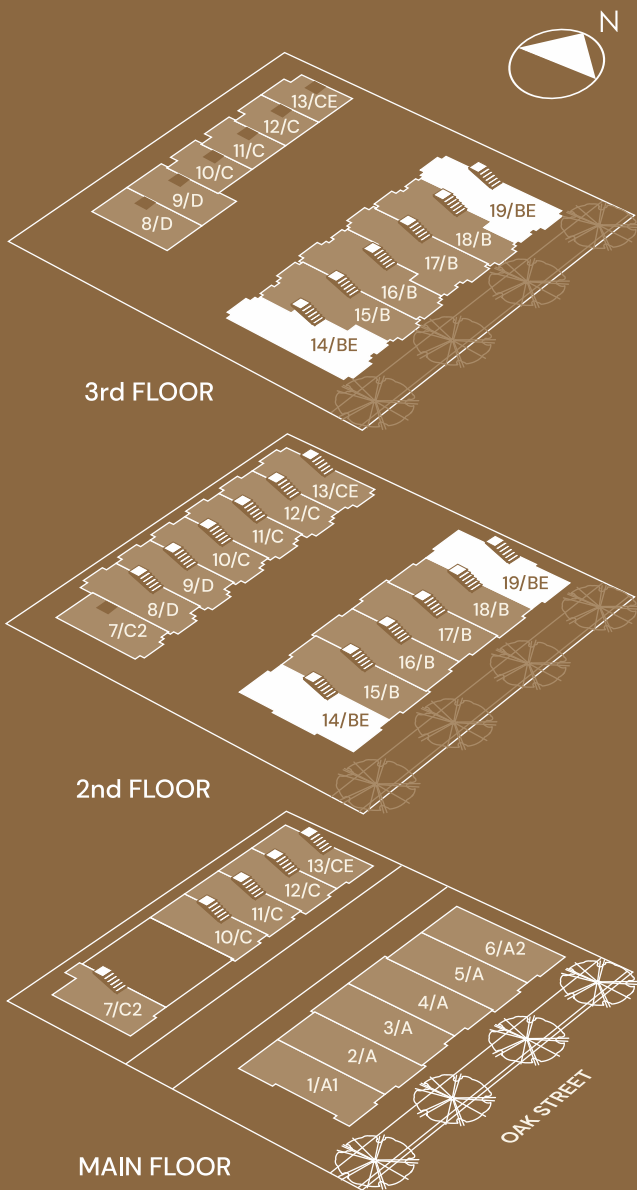 N
13/CE
12/C
11/C
10/C
9/D
8/D
19/BE
18/B
17/B
16/B
15/B
14/BE
3rd FLOOR
13/CE
12/C
11/C
10/C
9/D
8/D
7/C2
19/BE
18/B
17/B
16/B
15/B
14/BE
2nd FLOOR
13/CE
12/C
11/C
10/C
7/C2
6/A2
5/A
4/A
3/A
2/A
1/A1
OAK STREET
MAIN FLOOR